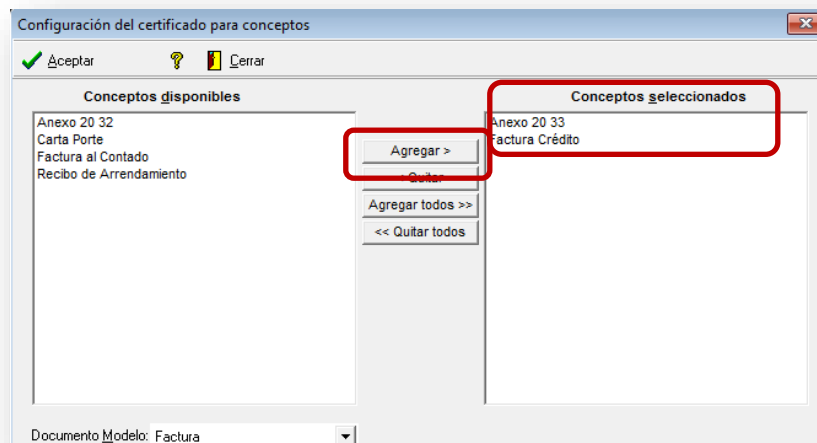 Configuración del certificado para conceptos
Aceptar
?
Cerrar
Conceptos disponibles
Anexo 20 32
Carta Porte
Factura al Contado
Recibo de Arrendamiento
Agregar >
Quitar
Agregar todos >>
<< Quitar todos
Conceptos seleccionados
Anexo 20 33
Factura Crédito
Documento Modelo: Factura